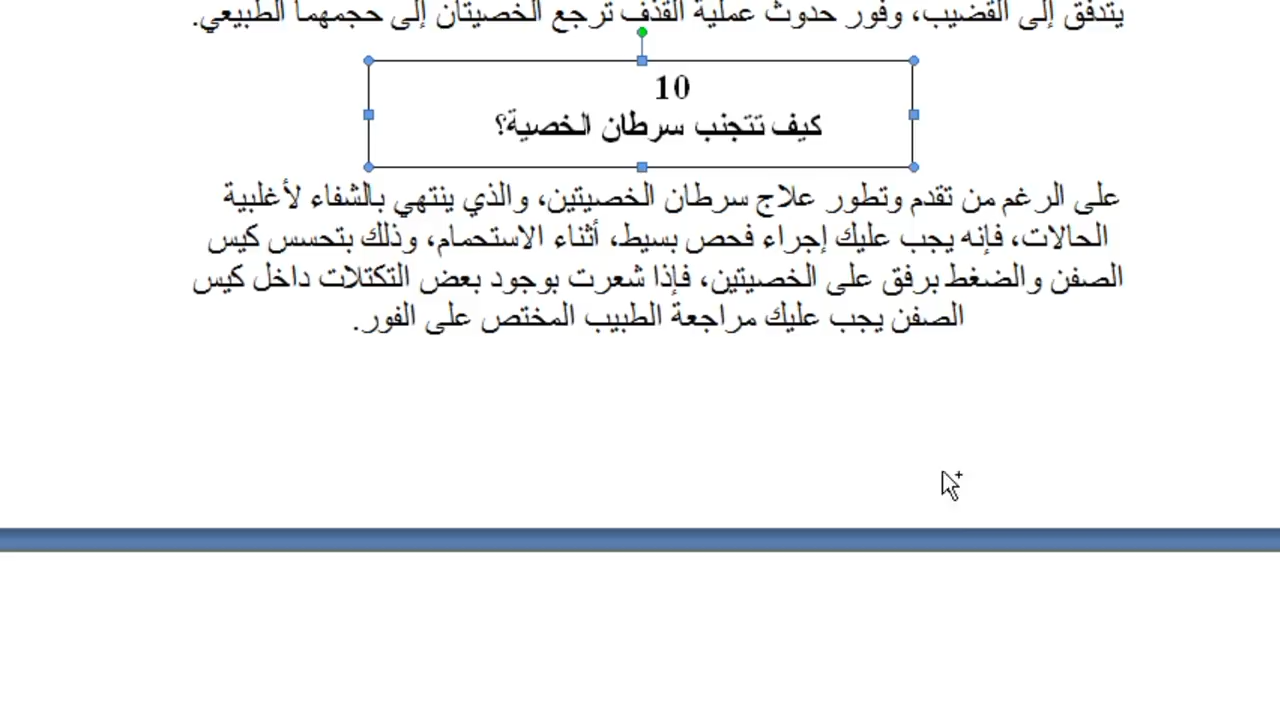 يتدفق إلى القضيب، وفور حدوث عملية القذف ترجع الخصيتان إلى حجمهما الطبيعي.
10
كيف تتجنب سرطان الخصية؟
على الرغم من تقدم وتطور علاج سرطان الخصيتين، والذي ينتهي بالشفاء لأغلبية
الحالات، فإنه يجب عليك إجراء فحص بسيط، أثناء الاستحمام، وذلك بتحسس كيس
الصفن والضغط برفق على الخصيتين، فإذا شعرت بوجود بعض التكتلات داخل كيس
الصفن يجب عليك مراجعة الطبيب المختص على الفور.